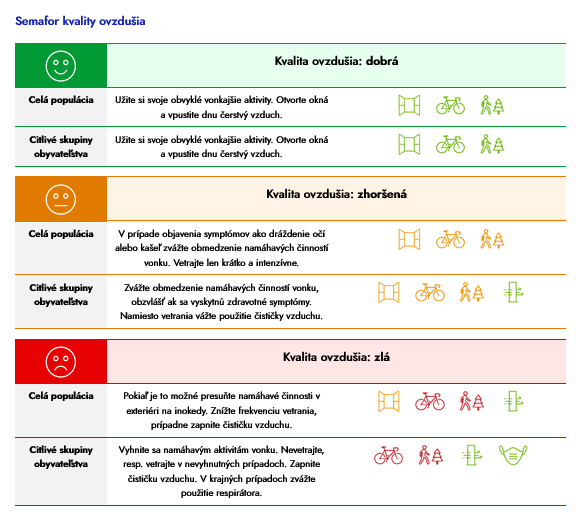 Semafor kvality ovzdušia
Kvalita ovzdušia: dobrá
Celá populácia
Užite si svoje obvyklé vonkajšie aktivity. Otvorte okná
a vpustite dnu čerstvý vzduch.
Citlivé skupiny
obyvateľstva
Užite si svoje obvyklé vonkajšie aktivity. Otvorte okná
a vpustite dnu čerstvý vzduch.
Kvalita ovzdušia: zhoršená
Celá populácia
V prípade objavenia symptómov ako dráždenie očí
alebo kašeľ zvážte obmedzenie namáhavých činností
vonku. Vetrajte len krátko a intenzívne.
Citlivé skupiny
obyvateľstva
Zvážte obmedzenie namáhavých činností vonku,
obzvlášť ak sa vyskytnú zdravotné symptómy.
Namiesto vetrania vážte použitie čističky vzduchu.
Kvalita ovzdušia: zlá
Celá populácia
Pokiaľ je to možné presuňte namáhavé činnosti v
exteriéri na inokedy. Znížte frekvenciu vetrania,
prípadne zapnite čističku vzduchu.
Citlivé skupiny
obyvateľstva
Vyhnite sa namáhavým aktivitám vonku. Nevetrajte,
resp. vetrajte v nevyhnutných prípadoch. Zapnite
čističku vzduchu. V krajných prípadoch zvážte
použitie respirátora.